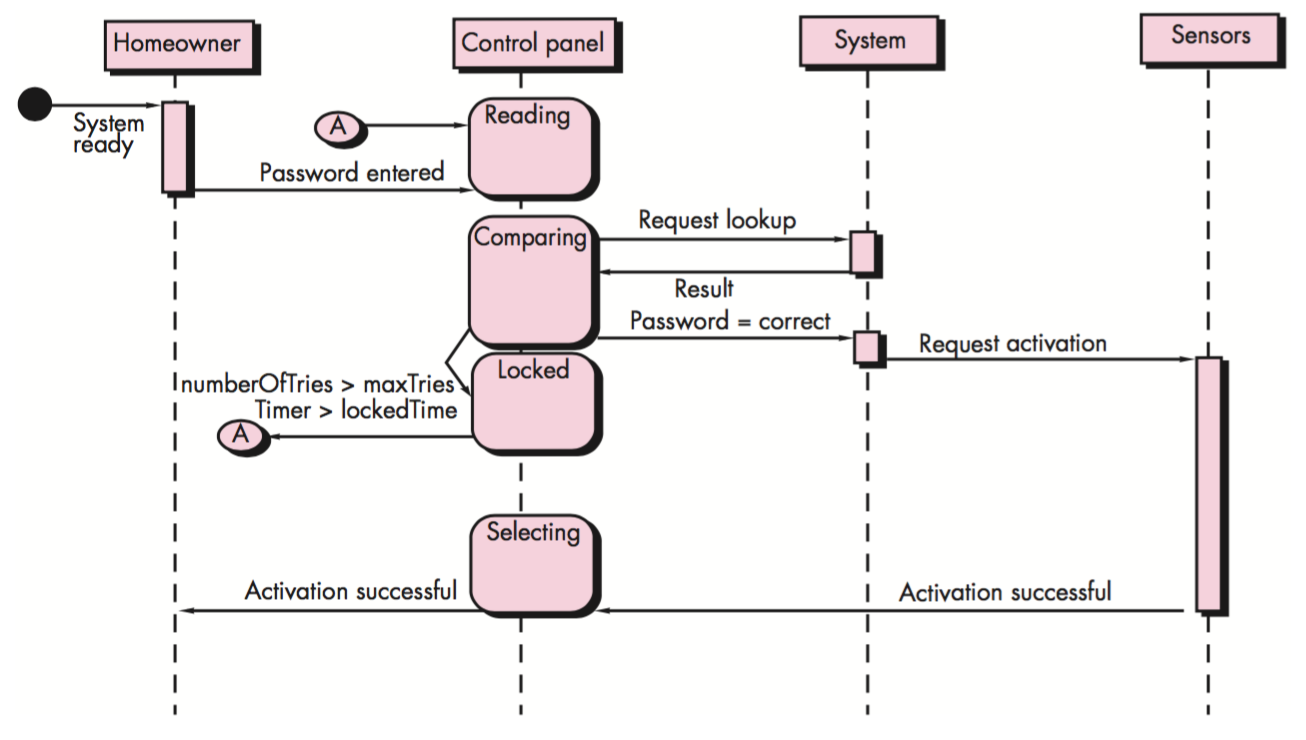 Homeowner
Control panel
System
Sensors
System
ready
A
Reading
Password entered
Request lookup
Comparing
Result
Password = correct
Request activation
Locked
numberOfTries > maxTries
Timer > lockedTime
A
Selecting
Activation successful
Activation successful